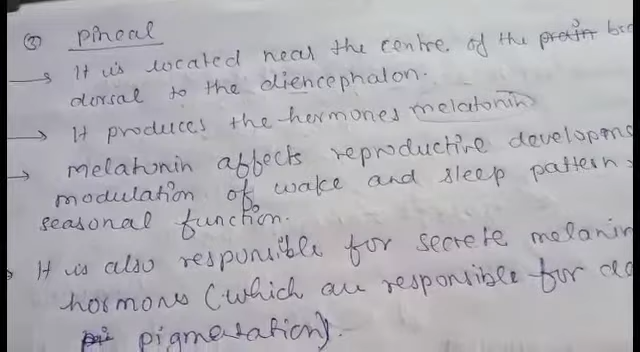 ③ Pineal
→ It is located near the centre of the
dorsal to the diencephalon.
→ It produces the hormones melatonin
→ melatonin affects reproductive
modulation of wake and sleep pattern
seasonal function.
It is also responsible for secrete melanin
hormons (which are responsible for
pigmentation).